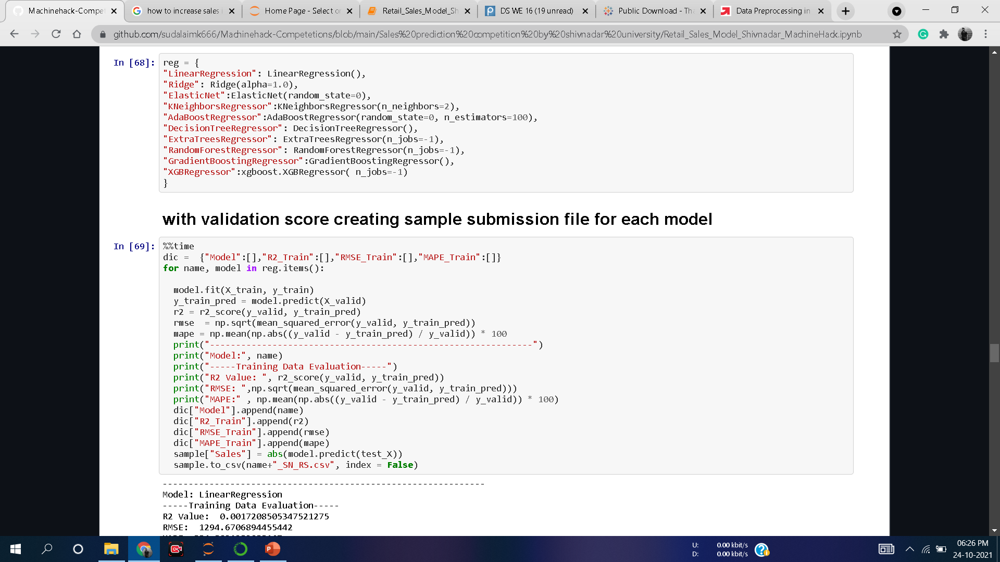 Machinehack-Compet
how to increase sales i
Home Page - Select or
Retail_Sales_Model_Sh
DS WE 16 (19 unread)
Public Download - Tha
Data Preprocessing in
github.com/sudalaimk666/Machinehack-Competetions/blob/main/Sales%20prediction%20competition%20by%20shivnadar%20university/Retail_Sales_Model_Shivnadar_MachineHack.ipynb
In [68]: reg = {
"LinearRegression": LinearRegression(),
"Ridge": Ridge(alpha=1.0),
"ElasticNet":ElasticNet(random_state=0),
"KNeighborsRegressor":KNeighborsRegressor(n_neighbors=2),
"AdaBoostRegressor":AdaBoostRegressor(random_state=0, n_estimators=100),
"DecisionTreeRegressor": DecisionTreeRegressor(),
"ExtraTreesRegressor": ExtraTreesRegressor(n_jobs=-1),
"RandomForestRegressor": RandomForestRegressor(n_jobs=-1),
"GradientBoostingRegressor":GradientBoostingRegressor(),
"XGBRegressor":xgboost.XGBRegressor( n_jobs=-1)
}
with validation score creating sample submission file for each model
In [69]: %%time
dic =  {"Model":[],"R2_Train":[],"RMSE_Train":[],"MAPE_Train":[]}
for name, model in reg.items():
model.fit(X_train, y_train)
y_train_pred = model.predict(X_valid)
r2 = r2_score(y_valid, y_train_pred)
rmse  = np.sqrt(mean_squared_error(y_valid, y_train_pred))
mape = np.mean(np.abs((y_valid - y_train_pred) / y_valid)) * 100
print("--------------------------------------------------------------")
print("Model:", name)
print("-----Training Data Evaluation-----")
print("R2 Value: ", r2_score(y_valid, y_train_pred))
print("RMSE: ",np.sqrt(mean_squared_error(y_valid, y_train_pred)))
print("MAPE:" , np.mean(np.abs((y_valid - y_train_pred) / y_valid)) * 100)
dic["Model"].append(name)
dic["R2_Train"].append(r2)
dic["RMSE_Train"].append(rmse)
dic["MAPE_Train"].append(mape)
sample["Sales"] = abs(model.predict(test_X))
sample.to_csv(name+"_SN_RS.csv", index = False)
--------------------------------------------------------------
Model: LinearRegression
-----Training Data Evaluation-----
R2 Value:  0.0017208505347521275
RMSE:  1294.6706894455442
U: 0.00 kbit/s
D: 0.00 kbit/s
06:26 PM
24-10-2021